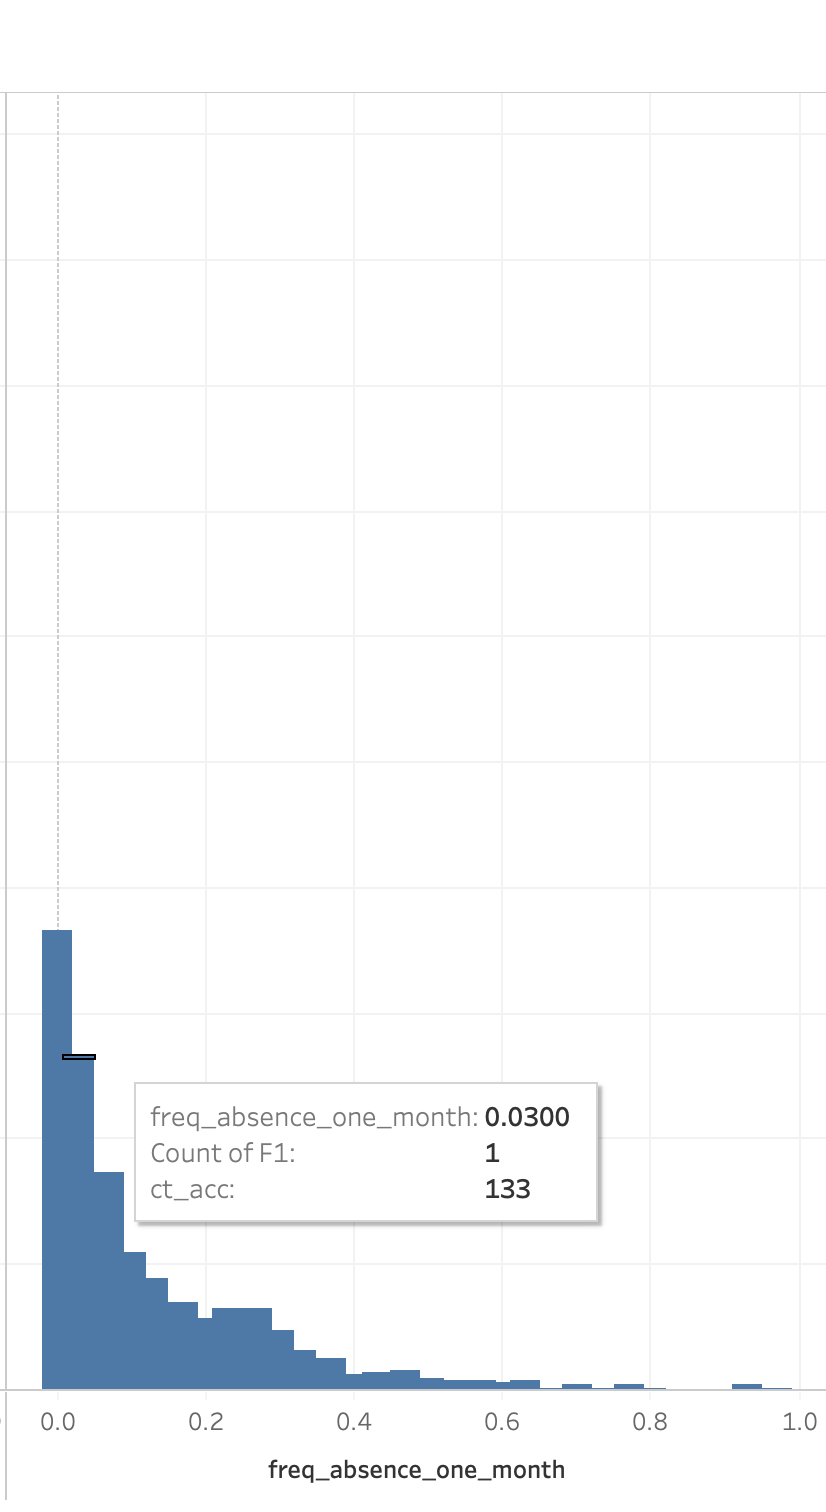 freq_absence_one_month: 0.0300
Count of F1: 1
ct_acc: 133
0.0 0.2 0.4 0.6 0.8 1.0
freq_absence_one_month